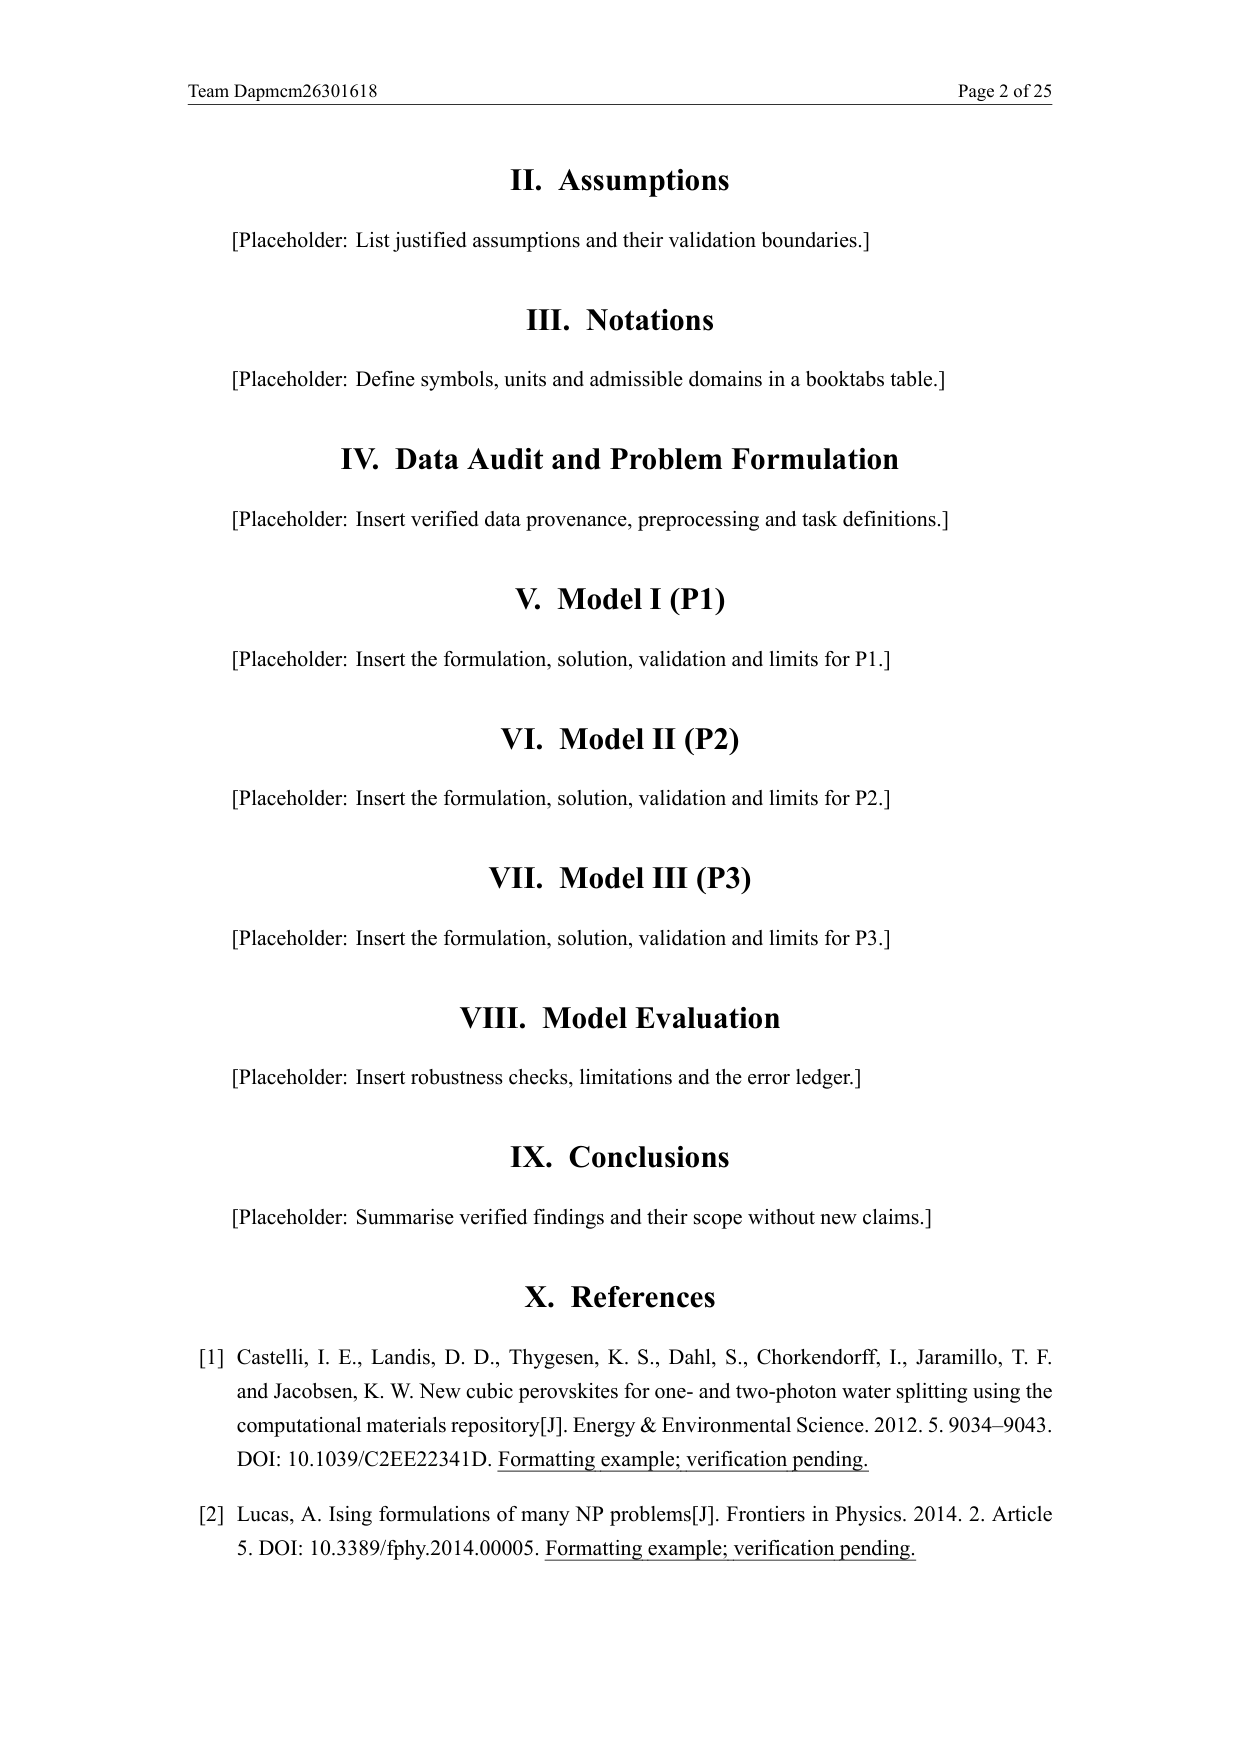 Team Dapmcm26301618 Page 2 of 25
II. Assumptions
[Placeholder: List justified assumptions and their validation boundaries.]
III. Notations
[Placeholder: Define symbols, units and admissible domains in a booktabs table.]
IV. Data Audit and Problem Formulation
[Placeholder: Insert verified data provenance, preprocessing and task definitions.]
V. Model I (P1)
[Placeholder: Insert the formulation, solution, validation and limits for P1.]
VI. Model II (P2)
[Placeholder: Insert the formulation, solution, validation and limits for P2.]
VII. Model III (P3)
[Placeholder: Insert the formulation, solution, validation and limits for P3.]
VIII. Model Evaluation
[Placeholder: Insert robustness checks, limitations and the error ledger.]
IX. Conclusions
[Placeholder: Summarise verified findings and their scope without new claims.]
X. References
[1] Castelli, I. E., Landis, D. D., Thygesen, K. S., Dahl, S., Chorkendorff, I., Jaramillo, T. F.
and Jacobsen, K. W. New cubic perovskites for one- and two-photon water splitting using the
computational materials repository[J]. Energy & Environmental Science. 2012. 5. 9034–9043.
DOI: 10.1039/C2EE22341D. Formatting example; verification pending.
[2] Lucas, A. Ising formulations of many NP problems[J]. Frontiers in Physics. 2014. 2. Article
5. DOI: 10.3389/fphy.2014.00005. Formatting example; verification pending.